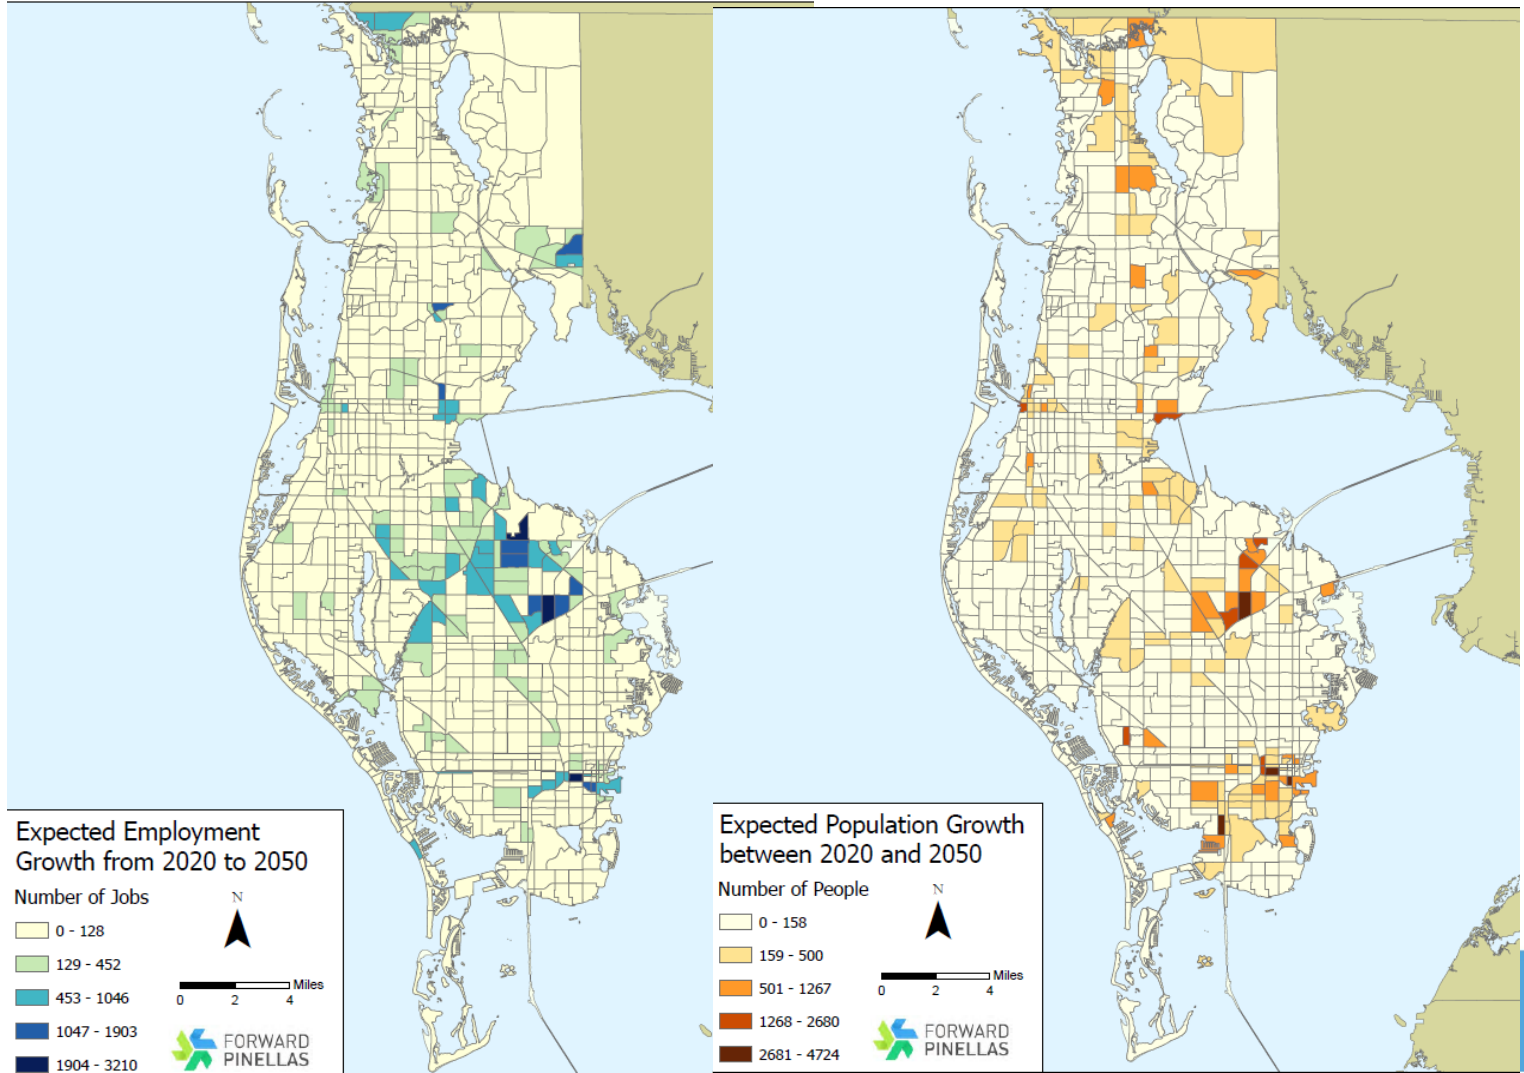 Expected Employment
Growth from 2020 to 2050
Number of Jobs
N
0 - 128
129 - 452
453 - 1046
1047 - 1903
1904 - 3210
Miles
0 2 4
FORWARD
PINELLAS
Expected Population Growth
between 2020 and 2050
Number of People
N
0 - 158
159 - 500
501 - 1267
1268 - 2680
2681 - 4724
Miles
0 2 4
FORWARD
PINELLAS